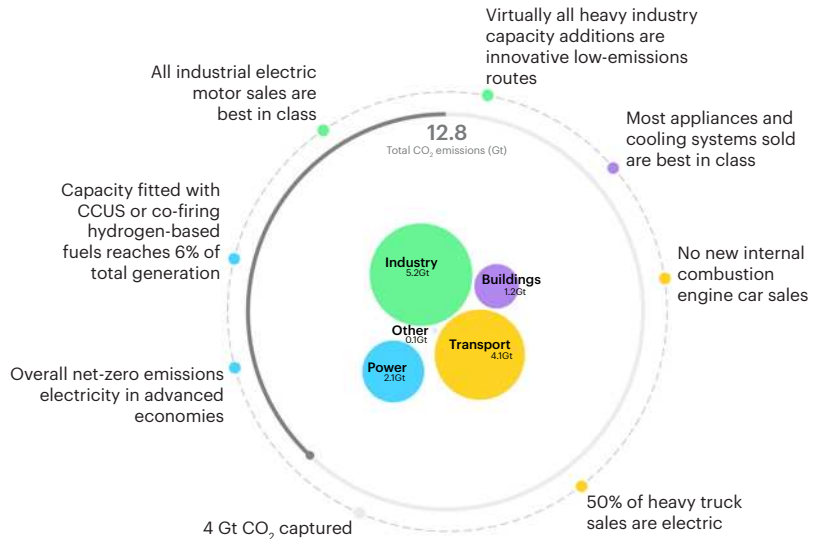 Virtually all heavy industry
capacity additions are
innovative low-emissions
routes
All industrial electric
motor sales are
best in class
12.8
Total CO₂ emissions (Gt)
Most appliances and
cooling systems sold
are best in class
Capacity fitted with
CCUS or co-firing
hydrogen-based
fuels reaches 6% of
total generation
No new internal
combustion
engine car sales
Industry
5.2Gt
Buildings
1.2Gt
Other
0.1Gt
Transport
4.1Gt
Power
2.1Gt
Overall net-zero emissions
electricity in advanced
economies
50% of heavy truck
sales are electric
4 Gt CO₂ captured